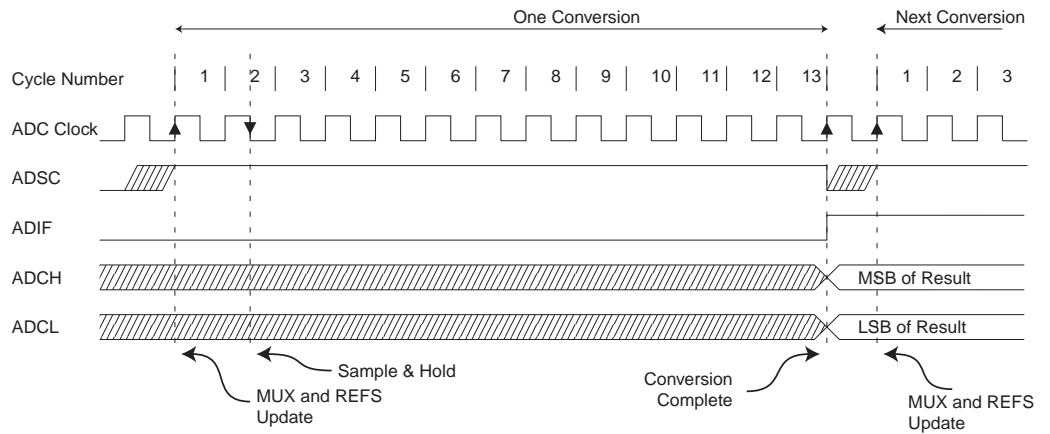 One Conversion Next Conversion
Cycle Number 1 2 3 4 5 6 7 8 9 10 11 12 13 1 2 3
ADC Clock
ADSC
ADIF
ADCH MSB of Result
ADCL LSB of Result
Sample & Hold
MUX and REFS
Update
Conversion
Complete
MUX and REFS
Update